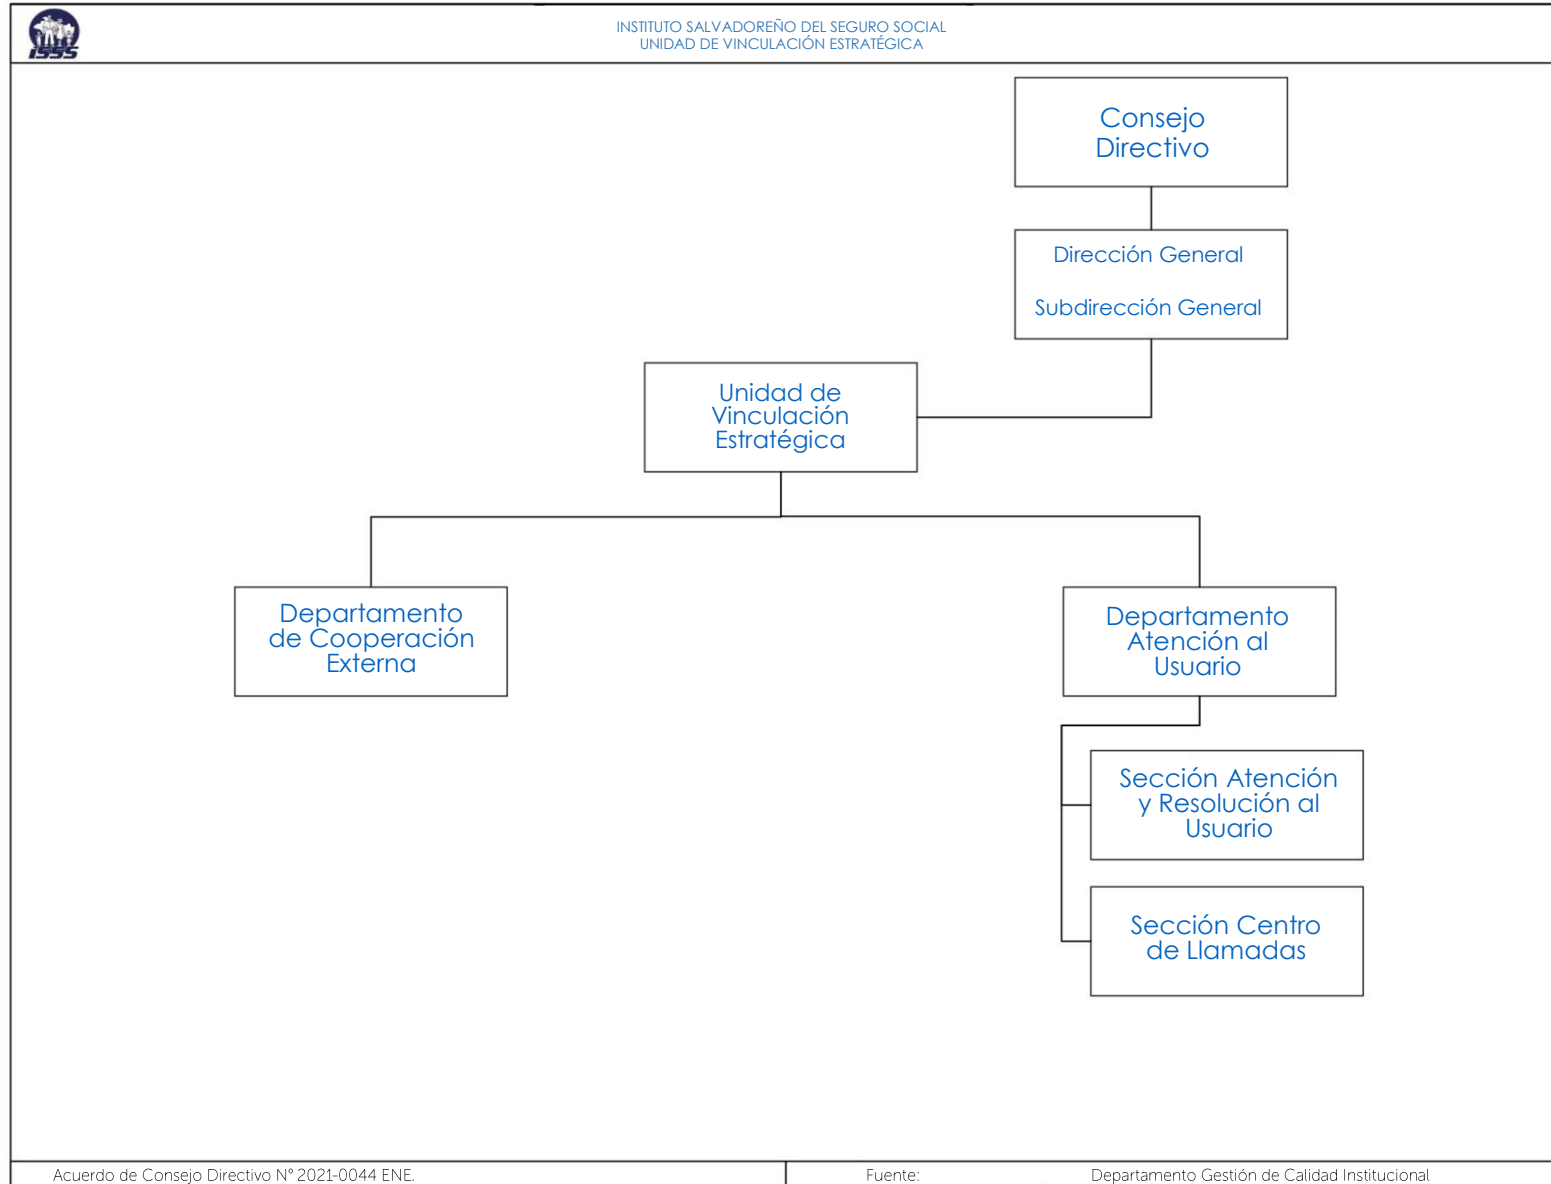 ISSS
INSTITUTO SALVADOREÑO DEL SEGURO SOCIAL
UNIDAD DE VINCULACIÓN ESTRATÉGICA
Consejo
Directivo
Dirección General
Subdirección General
Unidad de
Vinculación
Estratégica
Departamento
de Cooperación
Externa
Departamento
Atención al
Usuario
Sección Atención
y Resolución al
Usuario
Sección Centro
de Llamadas
Acuerdo de Consejo Directivo N° 2021-0044 ENE.
Fuente: Departamento Gestión de Calidad Institucional